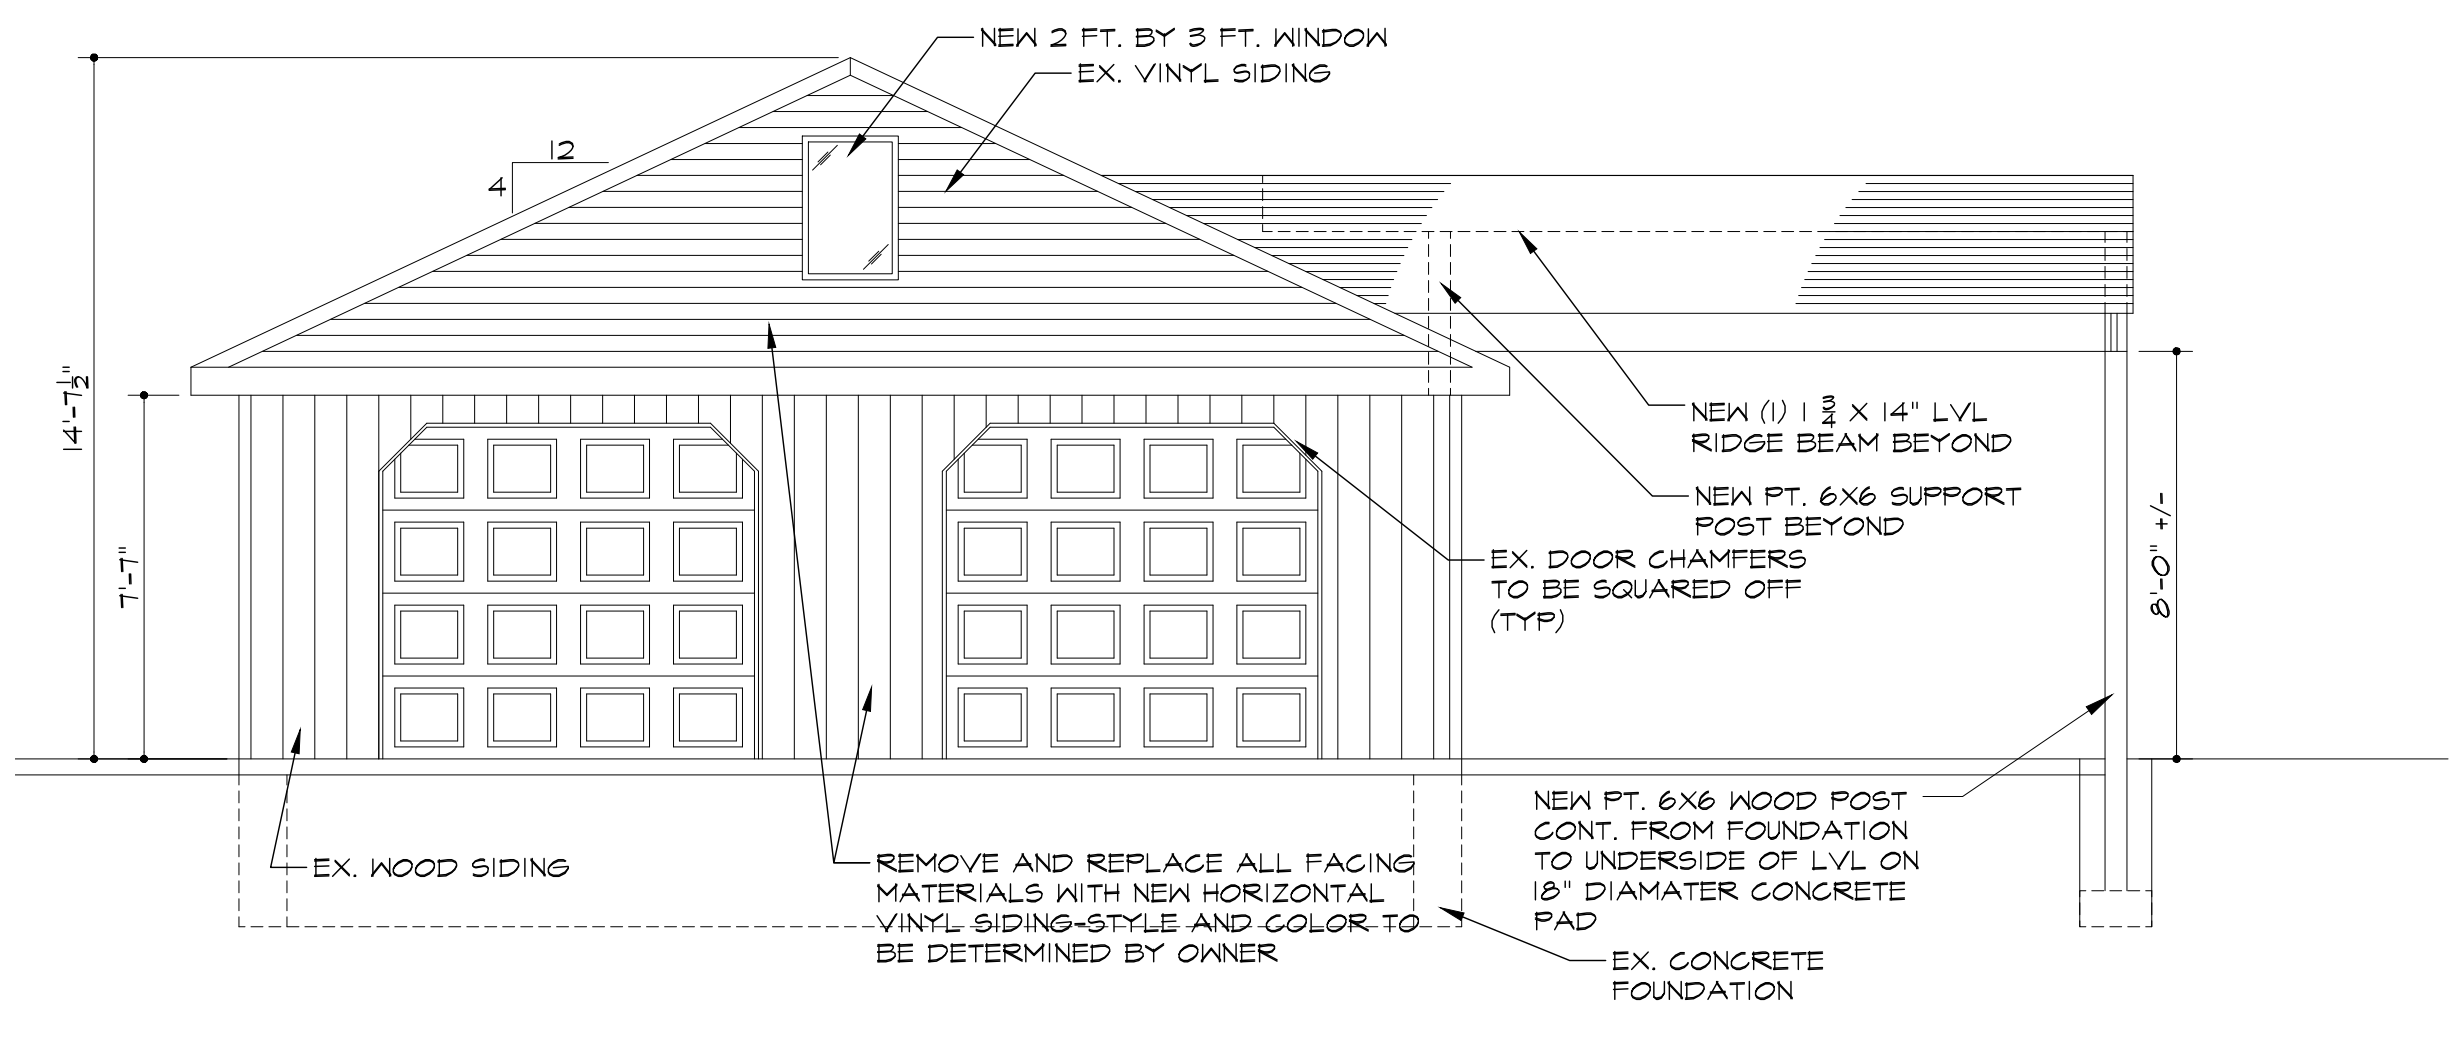 NEW 2 FT. BY 3 FT. WINDOW
EX. VINYL SIDING
12
4
14'-7 1/2"
7'-7"
NEW (1) 1 3/4 X 14" LVL
RIDGE BEAM BEYOND
NEW PT. 6X6 SUPPORT
POST BEYOND
EX. DOOR CHAMFERS
TO BE SQUARED OFF
(TYP)
8'-0" +/-
EX. WOOD SIDING
REMOVE AND REPLACE ALL FACING
MATERIALS WITH NEW HORIZONTAL
VINYL SIDING-STYLE AND COLOR TO
BE DETERMINED BY OWNER
NEW PT. 6X6 WOOD POST
CONT. FROM FOUNDATION
TO UNDERSIDE OF LVL ON
18" DIAMATER CONCRETE
PAD
EX. CONCRETE
FOUNDATION